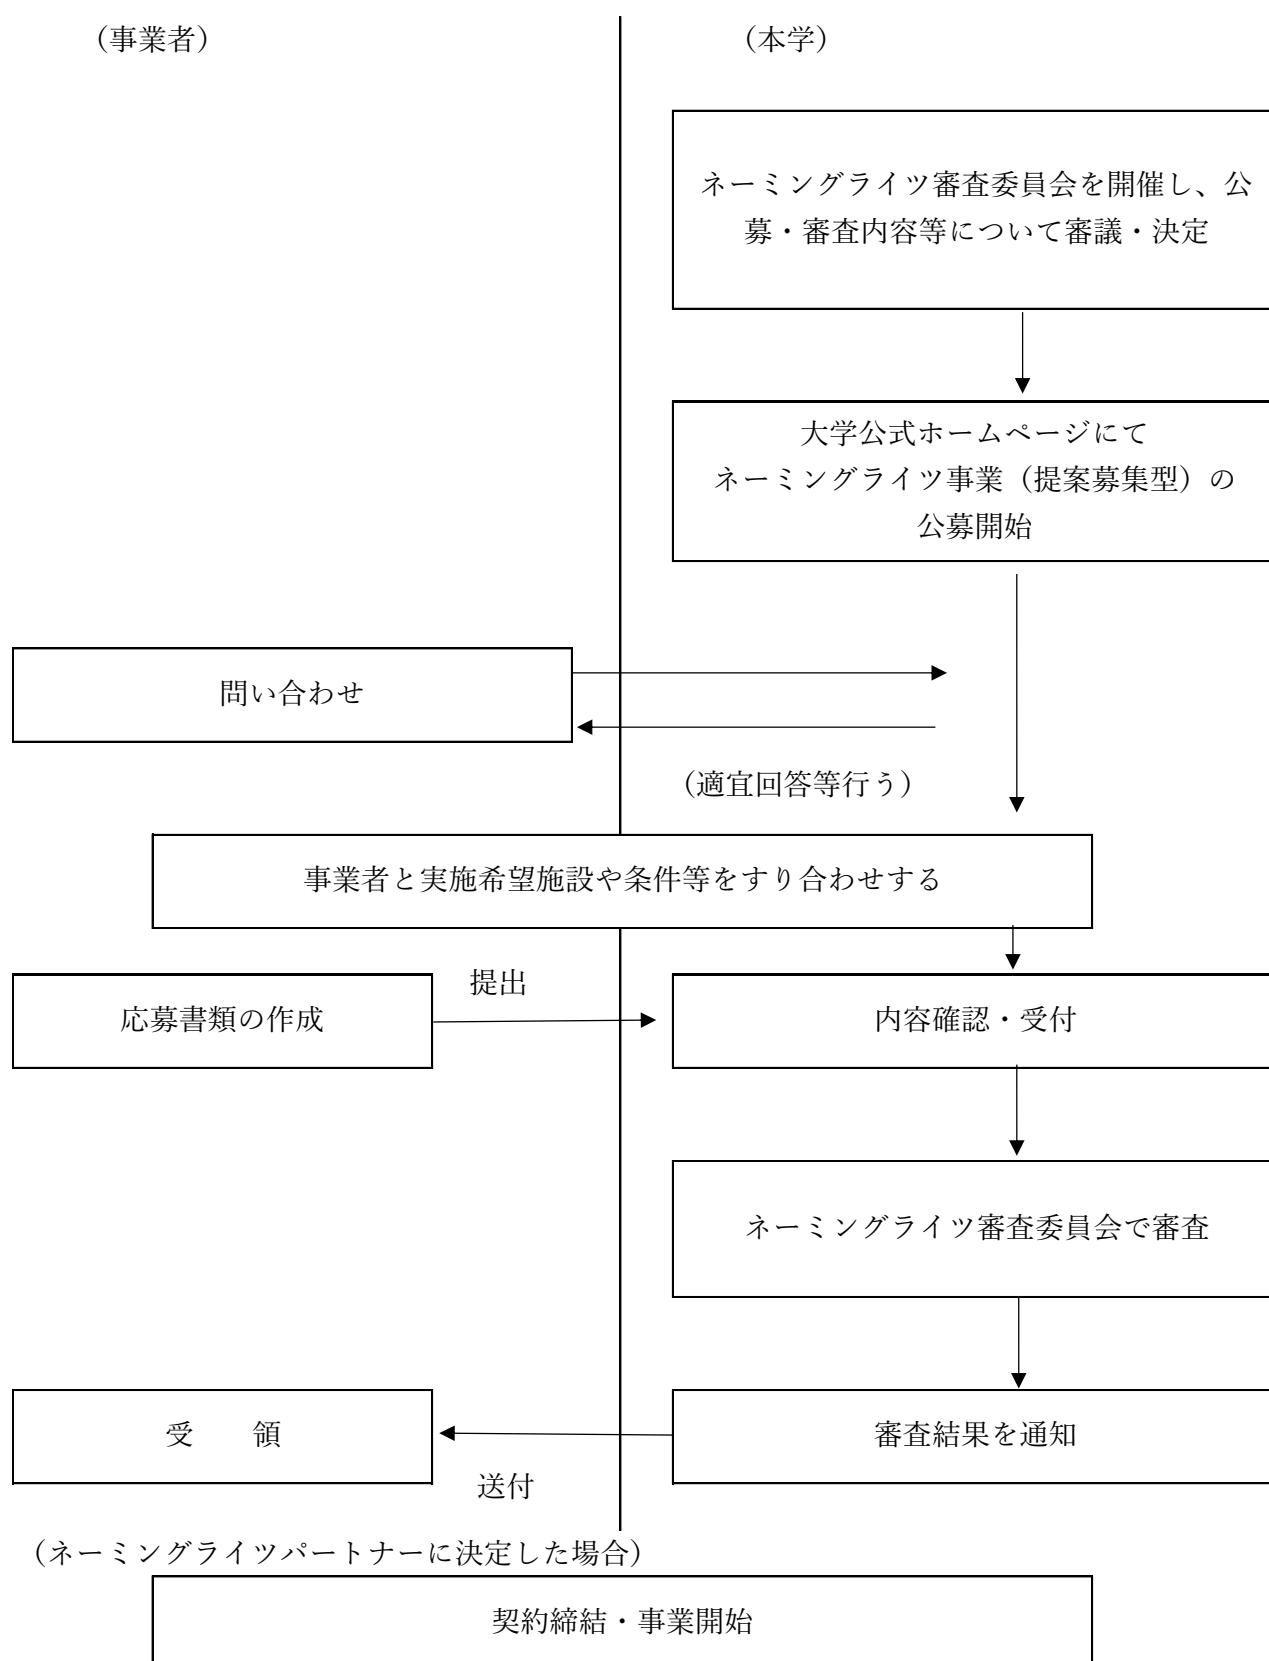 （事業者）
（本学）
ネーミングライツ審査委員会を開催し、公
募・審査内容等について審議・決定
大学公式ホームページにて
ネーミングライツ事業（提案募集型）の
公募開始
問い合わせ
（適宜回答等行う）
事業者と実施希望施設や条件等をすり合わせする
提出
応募書類の作成
内容確認・受付
ネーミングライツ審査委員会で審査
受　　領
審査結果を通知
送付
（ネーミングライツパートナーに決定した場合）
契約締結・事業開始